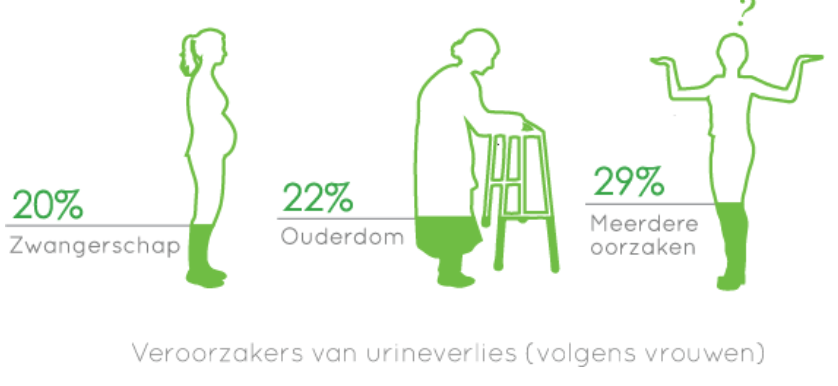 ?
20%
Zwangerschap
22%
Ouderdom
29%
Meerdere
oorzaken
Veroorzakers van urineverlies (volgens vrouwen)